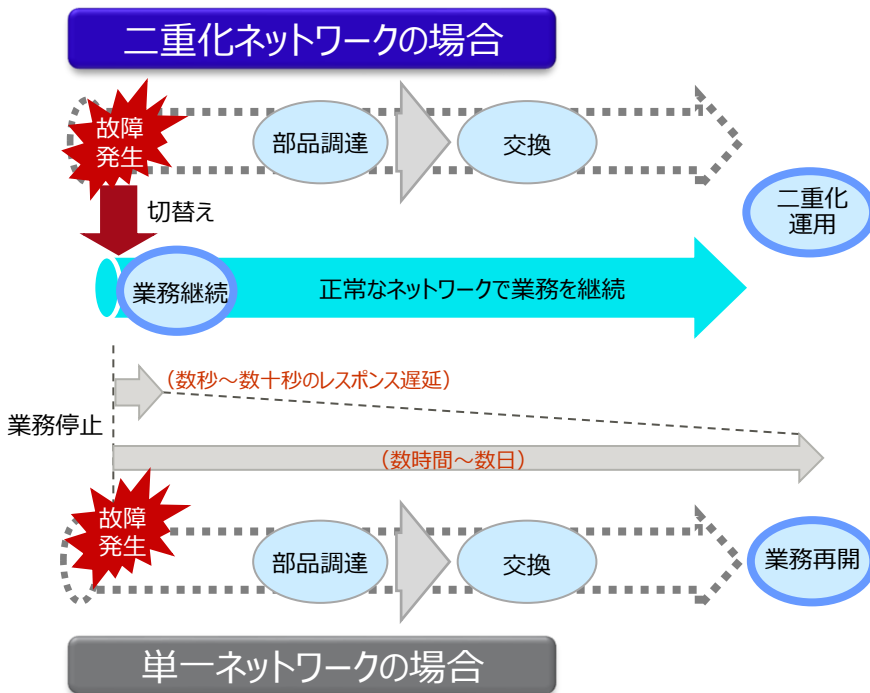 二重化ネットワークの場合
故障
発生
部品調達
交換
切替え
二重化
運用
業務継続
正常なネットワークで業務を継続
(数秒～数十秒のレスポンス遅延)
業務停止
(数時間～数日)
故障
発生
部品調達
交換
業務再開
単一ネットワークの場合